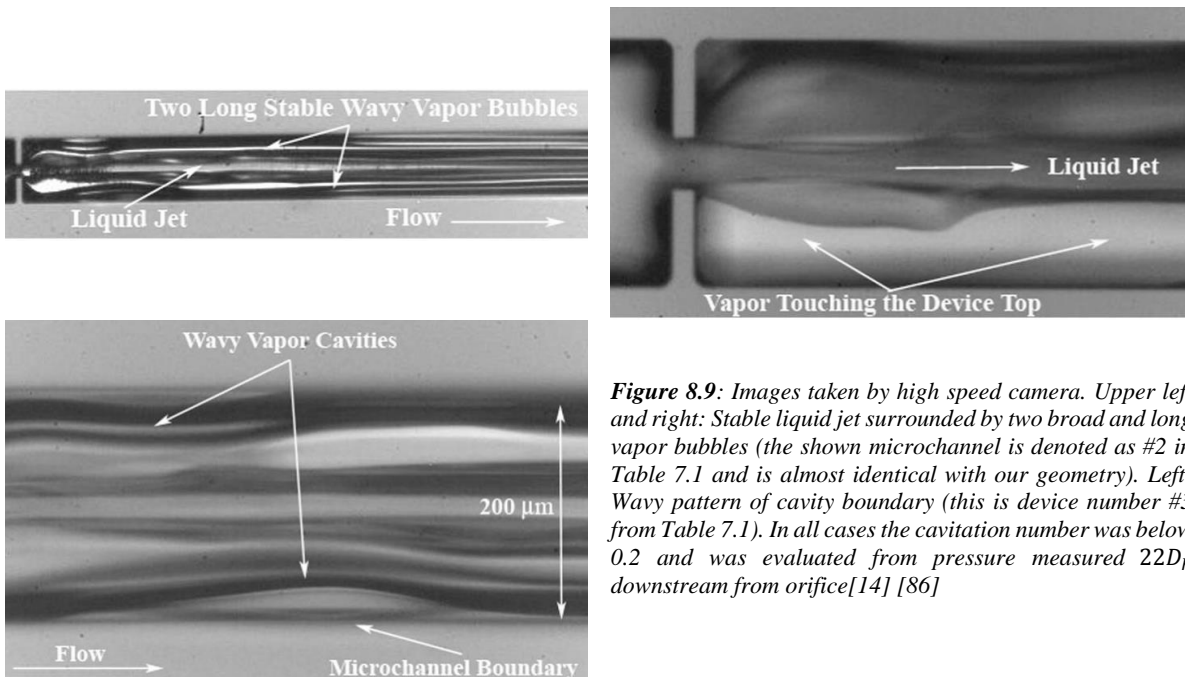 Two Long Stable Wavy Vapor Bubbles
Liquid Jet
Flow
Liquid Jet
Vapor Touching the Device Top
Wavy Vapor Cavities
200 µm
Flow
Microchannel Boundary
Figure 8.9: Images taken by high speed camera. Upper left
and right: Stable liquid jet surrounded by two broad and long
vapor bubbles (the shown microchannel is denoted as #2 in
Table 7.1 and is almost identical with our geometry). Left
Wavy pattern of cavity boundary (this is device number
from Table 7.1). In all cases the cavitation number was below
0.2 and was evaluated from pressure measured
downstream from orifice[14] [86]